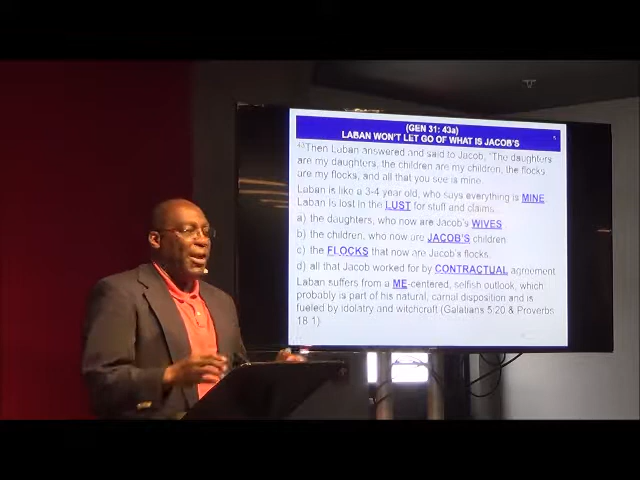 (GEN 31: 43a)
LABAN WON'T LET GO OF WHAT IS JACOB'S
43Then Laban answered and said to Jacob, "The daughters
are my daughters, the children are my children, the flocks
are my flocks, and all that you see is mine.
Laban is like a 3-4 year old, who says everything is MINE.
Laban is lost in the LUST for stuff and claims...
a) the daughters, who now are Jacob's WIVES
b) the children, who now are JACOB'S children
c) the FLOCKS that now are Jacob's flocks.
d) all that Jacob worked for by CONTRACTUAL agreement
Laban suffers from a ME-centered, selfish outlook, which
probably is part of his natural, carnal disposition and is
fueled by idolatry and witchcraft (Galatians 5:20 & Proverbs
18:1)